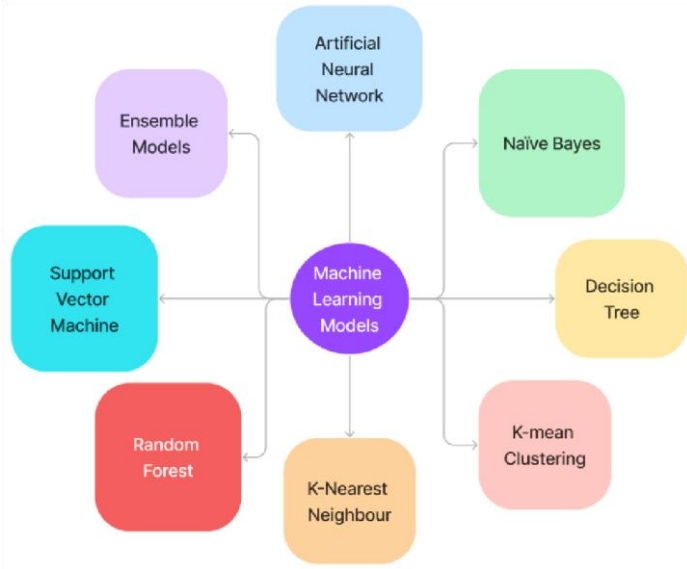 Artificial
Neural
Network
Ensemble
Models
Naïve Bayes
Support
Vector
Machine
Machine
Learning
Models
Decision
Tree
Random
Forest
K-Nearest
Neighbour
K-mean
Clustering